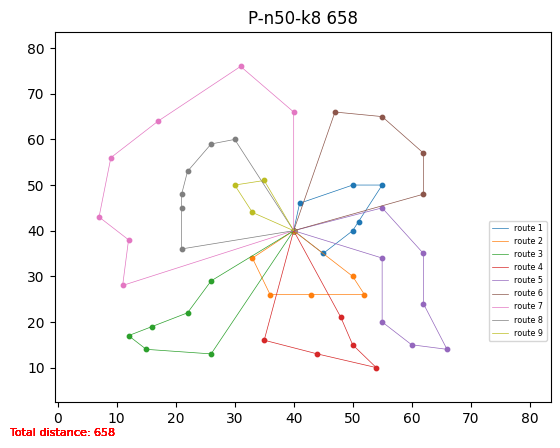 P-n50-k8 658
80
70
60
50
40
30
20
10
0 10 20 30 40 50 60 70 80
route 1
route 2
route 3
route 4
route 5
route 6
route 7
route 8
route 9
Total distance: 658